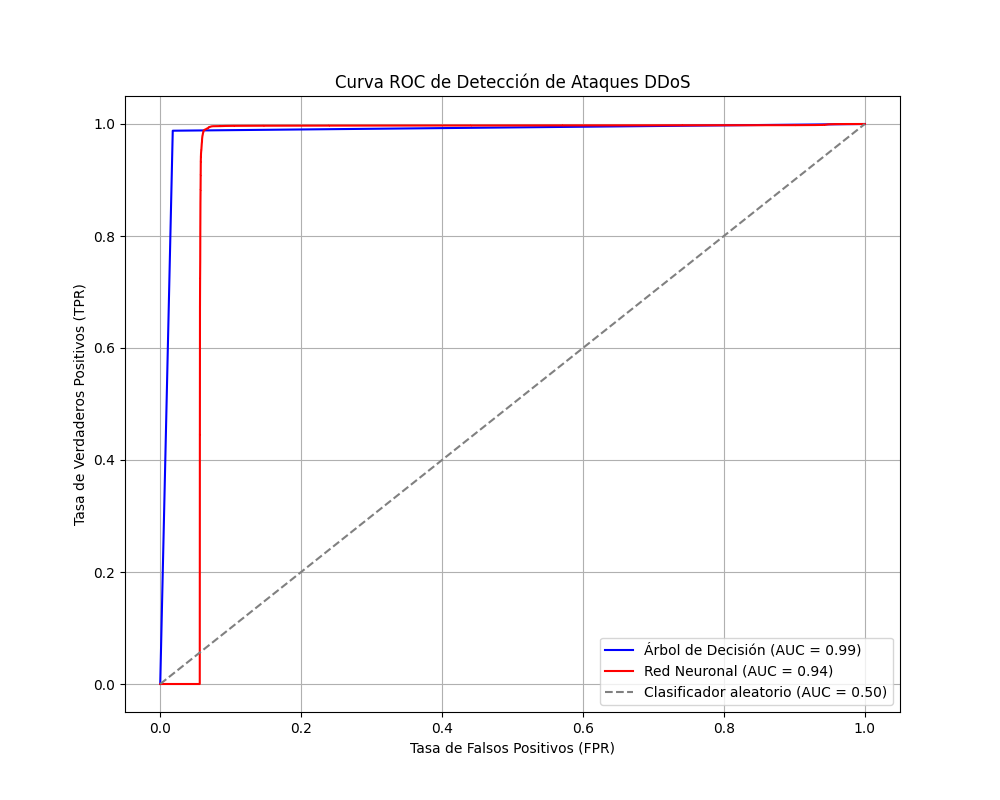 Curva ROC de Detección de Ataques DDoS
Tasa de Verdaderos Positivos (TPR)
1.0
0.8
0.6
0.4
0.2
0.0
0.0 0.2 0.4 0.6 0.8 1.0
Tasa de Falsos Positivos (FPR)
Árbol de Decisión (AUC = 0.99)
Red Neuronal (AUC = 0.94)
Clasificador aleatorio (AUC = 0.50)